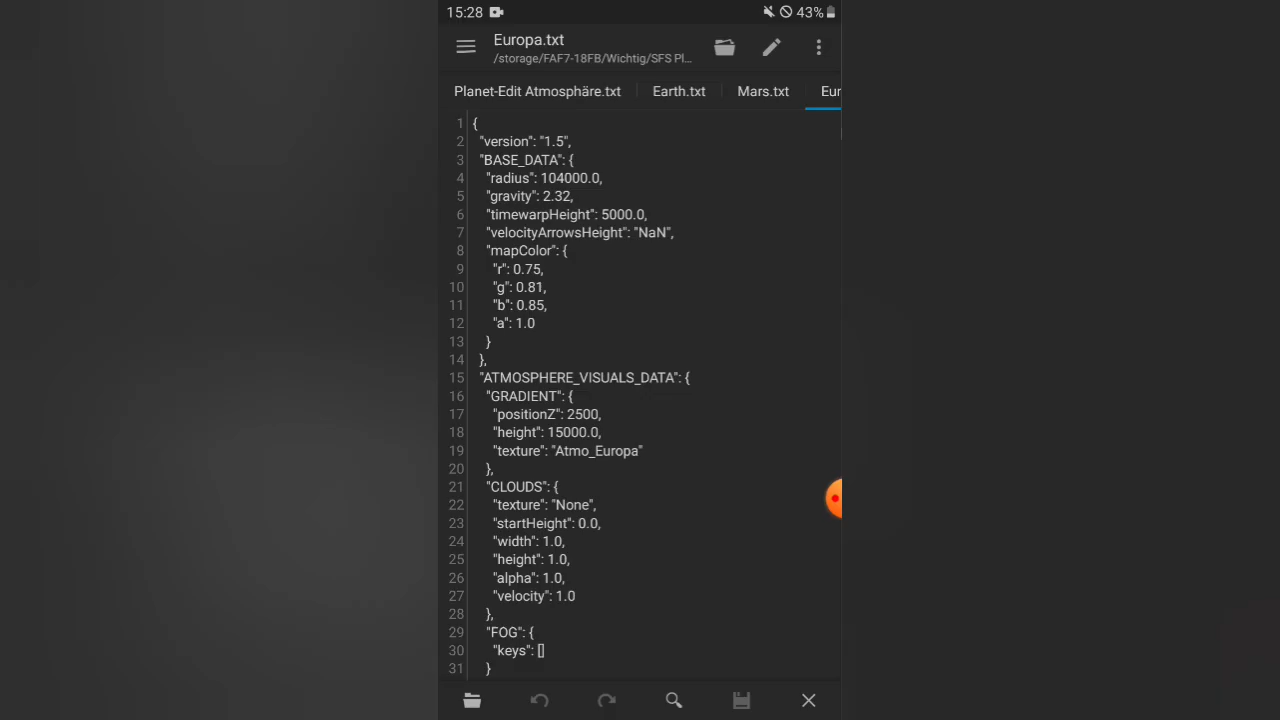 15:28
43%
Europa.txt
/storage/FAF7-18FB/Wichtig/SFS Pl...
Planet-Edit Atmosphäre.txt
Earth.txt
Mars.txt
Eur
1 {
2 "version": "1.5",
3 "BASE_DATA": {
4 "radius": 104000.0,
5 "gravity": 2.32,
6 "timewarpHeight": 5000.0,
7 "velocityArrowsHeight": "NaN",
8 "mapColor": {
9 "r": 0.75,
10 "g": 0.81,
11 "b": 0.85,
12 "a": 1.0
13 }
14 },
15 "ATMOSPHERE_VISUALS_DATA": {
16 "GRADIENT": {
17 "positionZ": 2500,
18 "height": 15000.0,
19 "texture": "Atmo_Europa"
20 },
21 "CLOUDS": {
22 "texture": "None",
23 "startHeight": 0.0,
24 "width": 1.0,
25 "height": 1.0,
26 "alpha": 1.0,
27 "velocity": 1.0
28 },
29 "FOG": {
30 "keys": []
31 }